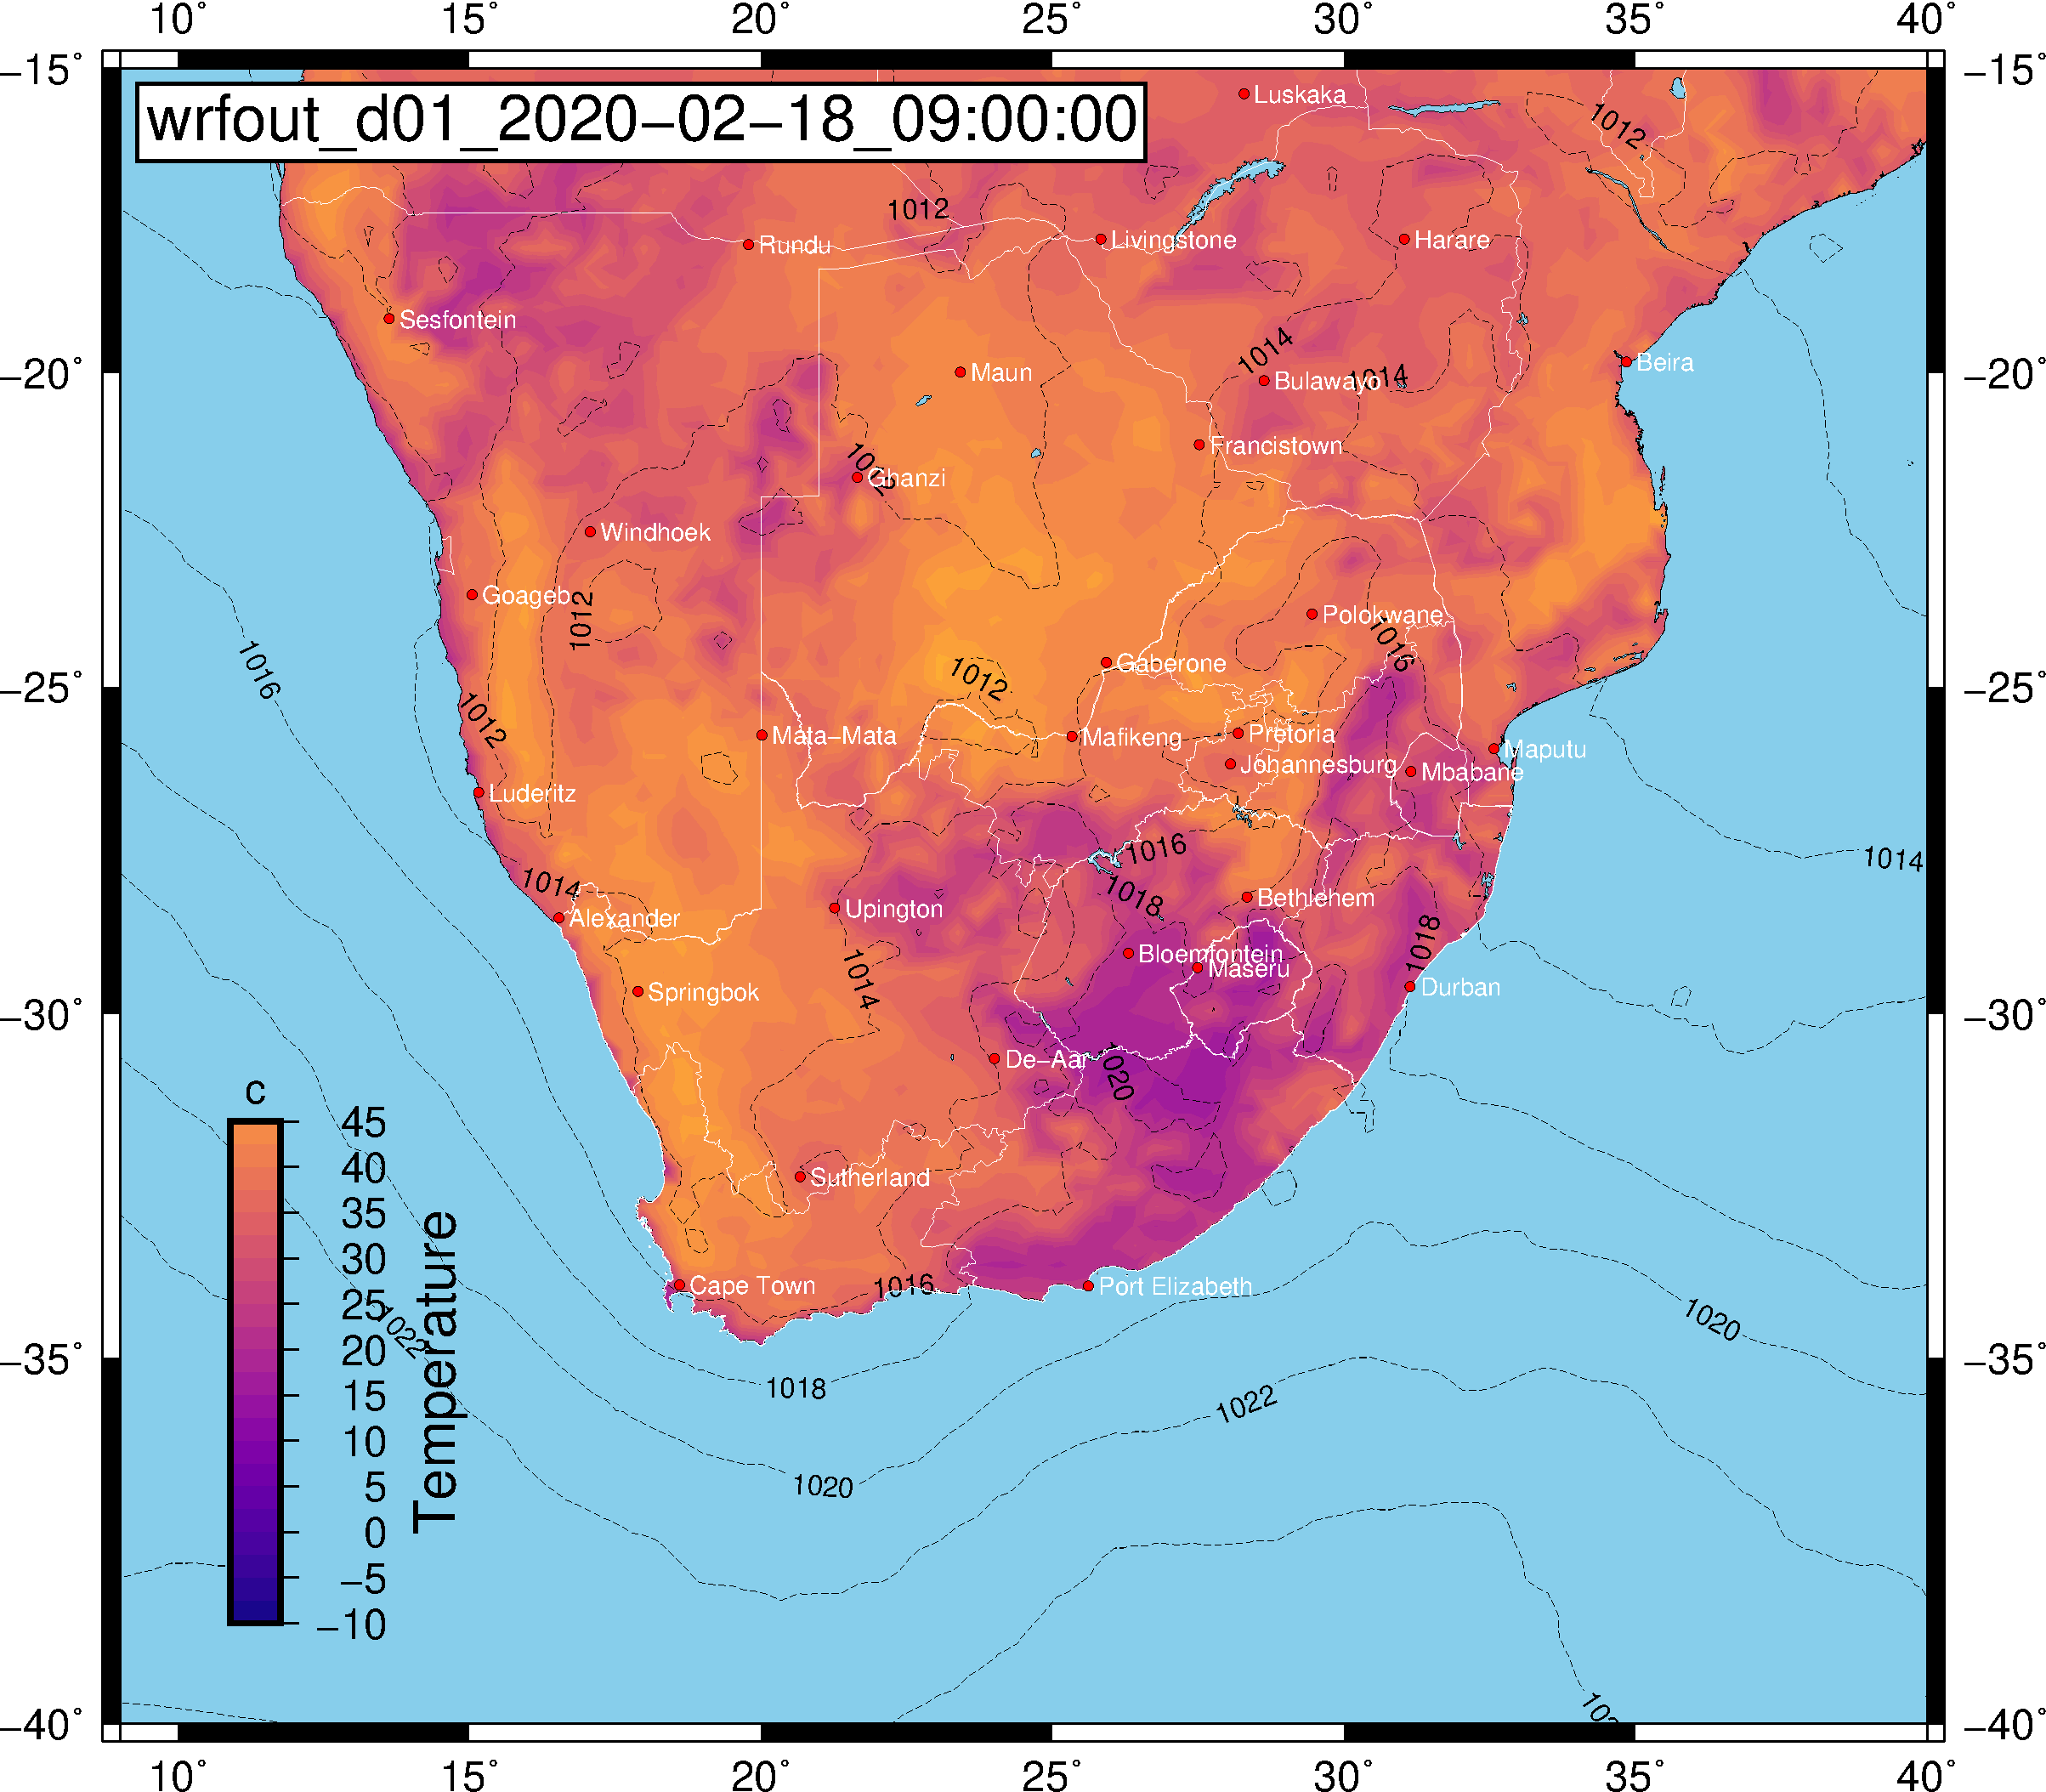 10° 15° 20° 25° 30° 35° 40°
−15° −15°
wrfout_d01_2020−02−18_09:00:00
Luskaka
1012
1012
Rundu
Livingstone
Harare
Sesfontein
1014
Beira
−20° −20°
Maun
Bulawayo
1014
Francistown
1012
Ghanzi
Windhoek
Goageb
1012
Polokwane
1016
1016
Gaberone
1012
−25° −25°
1012
Mata−Mata
Mafikeng
Pretoria
Maputu
Johannesburg
Mbabane
Luderitz
1016
1014
1014
1018
Bethlehem
Alexander
Upington
1018
Bloemfontein
Maseru
1014
Springbok
Durban
−30° −30°
De−Aar
1020
c
45
40
35
30
25
20
15
10
5
0
−5
−10
Temperature
Sutherland
Cape Town
1016
Port Elizabeth
1022
1020
−35° −35°
1018
1022
1020
−40° −40°
10° 15° 20° 25° 30° 35° 40°